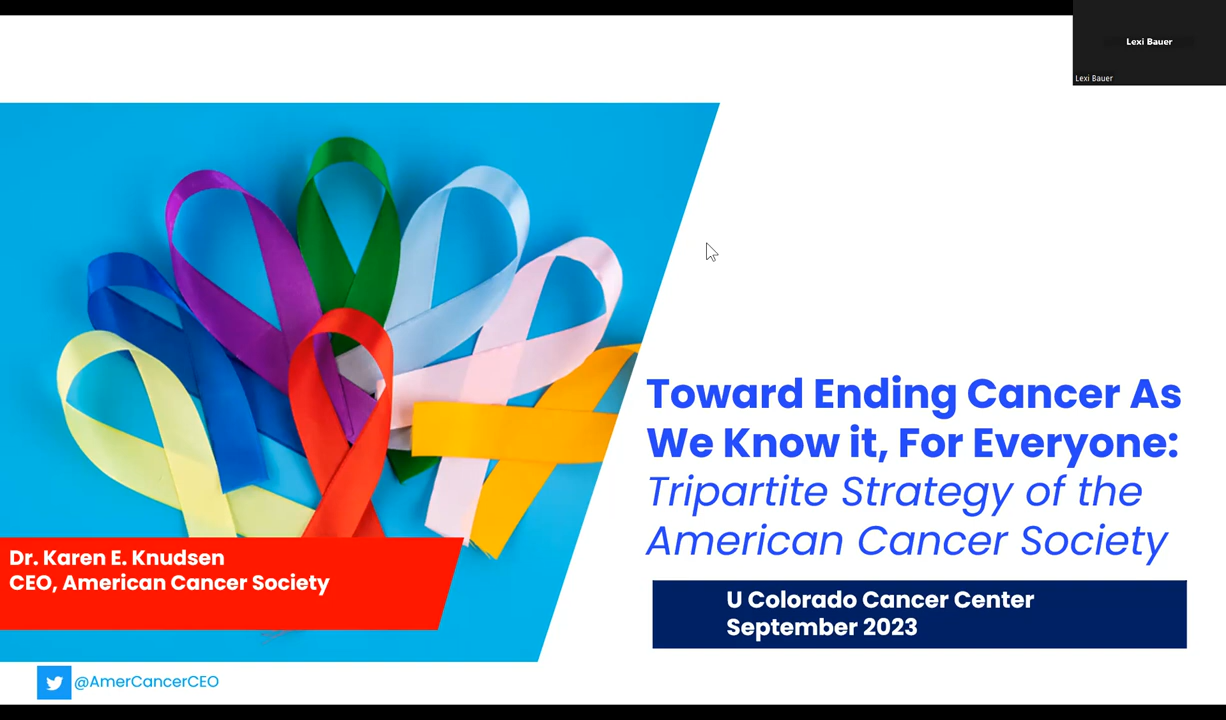 Lexi Bauer
Lexi Bauer
Toward Ending Cancer As
We Know it, For Everyone:
Tripartite Strategy of the
American Cancer Society
Dr. Karen E. Knudsen
CEO, American Cancer Society
U Colorado Cancer Center
September 2023
@AmerCancerCEO